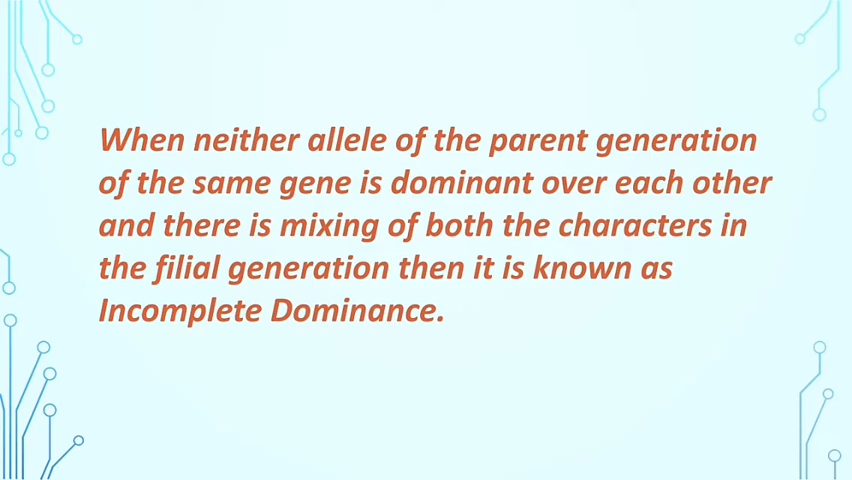 When neither allele of the parent generation
of the same gene is dominant over each other
and there is mixing of both the characters in
the filial generation then it is known as
Incomplete Dominance.